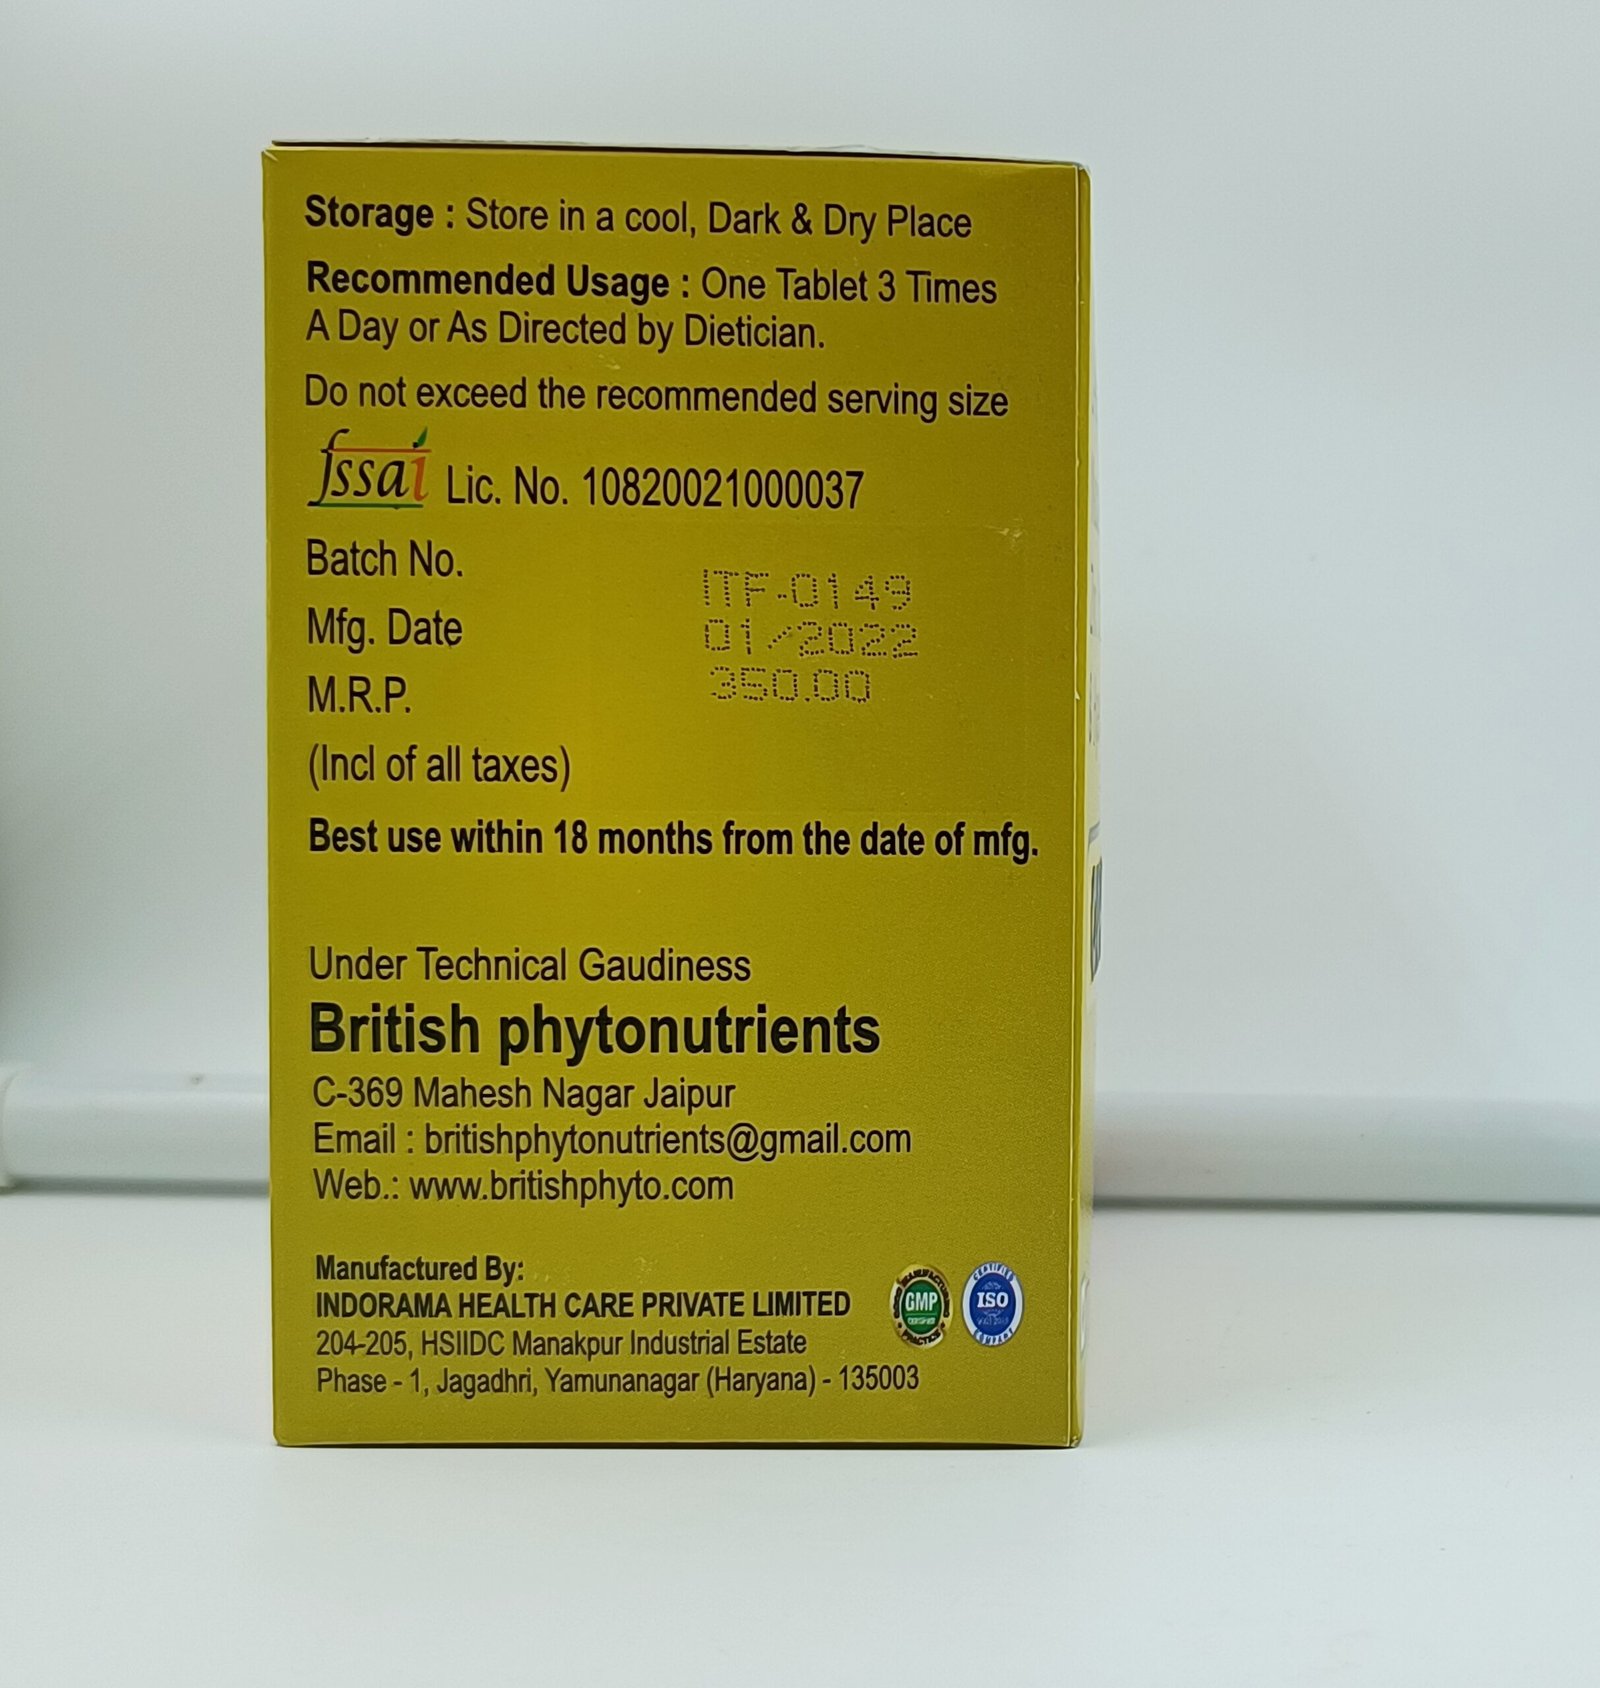 Storage : Store in a cool, Dark & Dry Place
Recommended Usage : One Tablet 3 Times
A Day or As Directed by Dietician.
Do not exceed the recommended serving size
fssai Lic. No. 10820021000037
Batch No. ITF-0149
Mfg. Date 01/2022
M.R.P. 350.00
(Incl of all taxes)
Best use within 18 months from the date of mfg.
Under Technical Gaudiness
British phytonutrients
C-369 Mahesh Nagar Jaipur
Email : britishphytonutrients@gmail.com
Web.: www.britishphyto.com
Manufactured By:
INDORAMA HEALTH CARE PRIVATE LIMITED
204-205, HSIIDC Manakpur Industrial Estate
Phase - 1, Jagadhri, Yamunanagar (Haryana) - 135003
GMP
PRACTICE
CERTIFIED
ISO
COMPANY